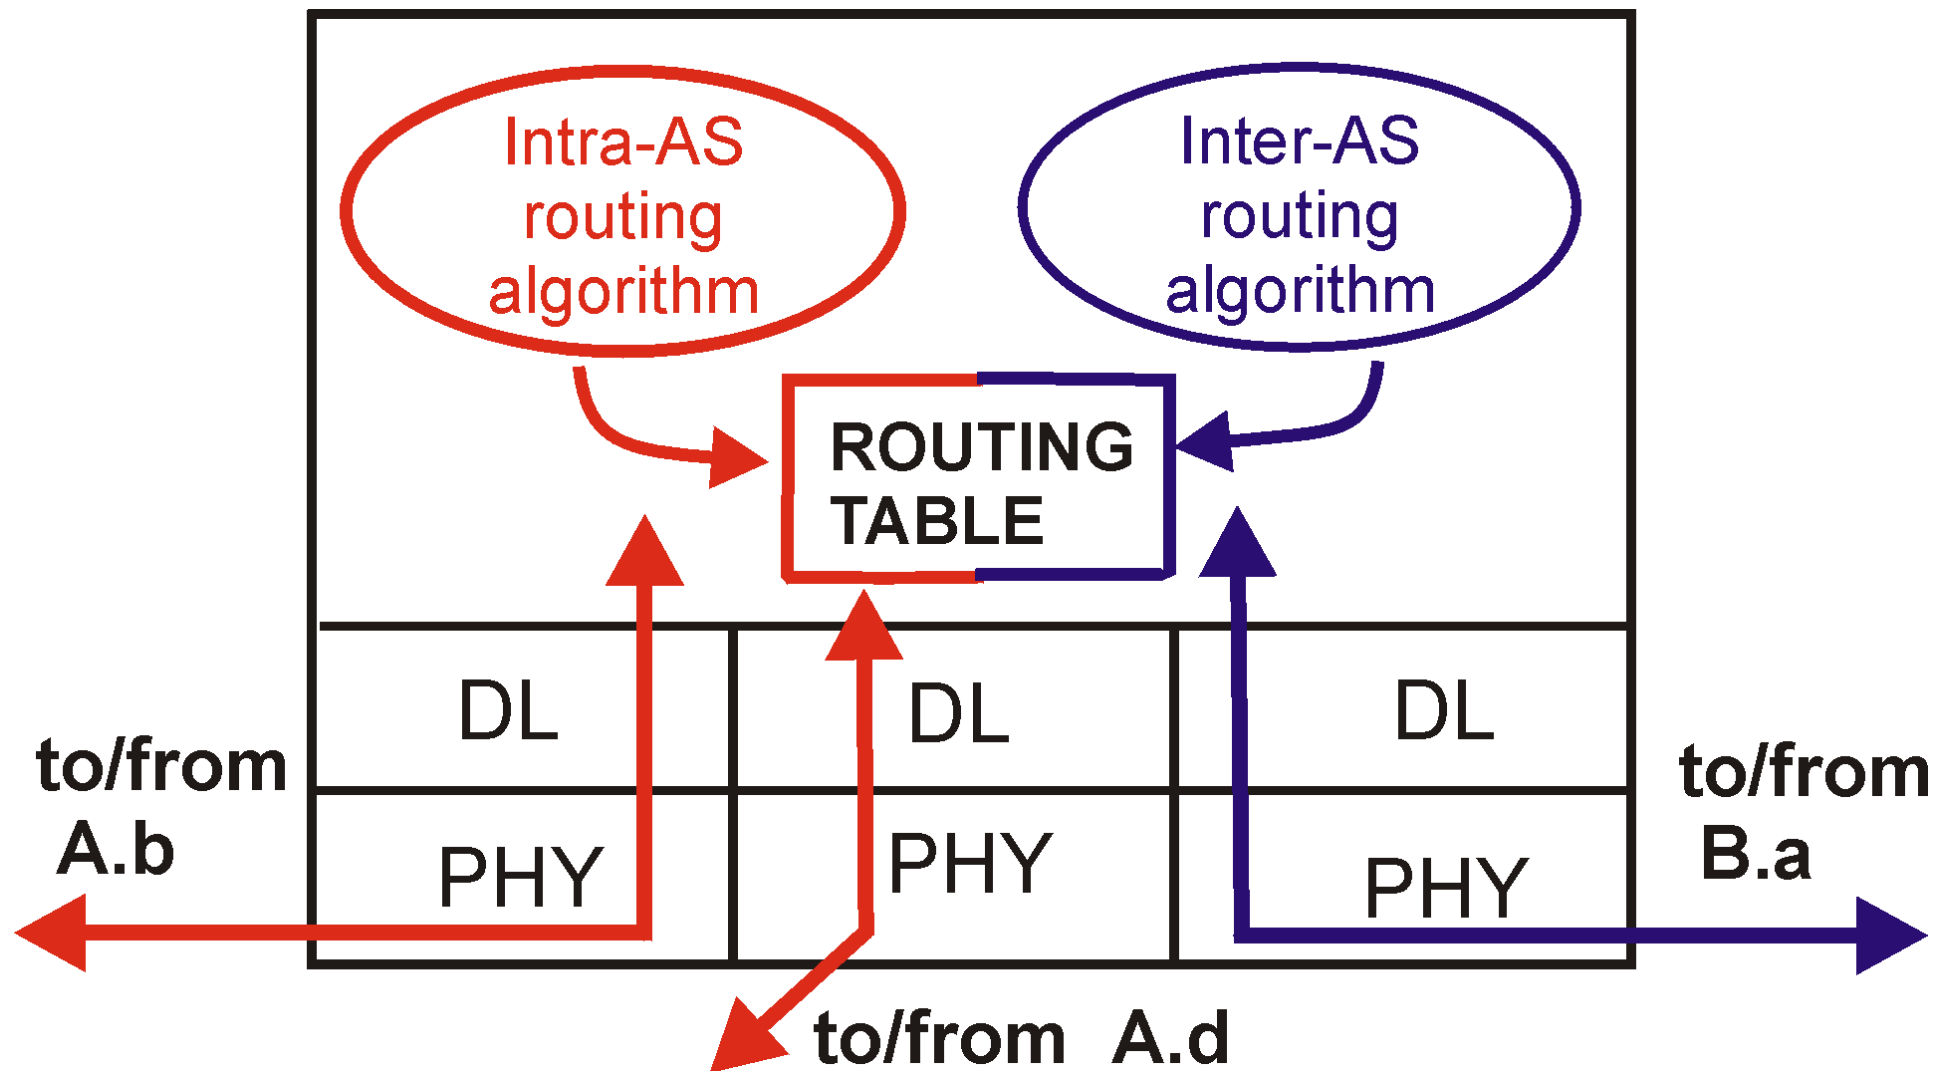 Intra-AS
routing
algorithm
Inter-AS
routing
algorithm
ROUTING
TABLE
DL
DL
DL
to/from
A.b
to/from
B.a
PHY
PHY
PHY
to/from A.d